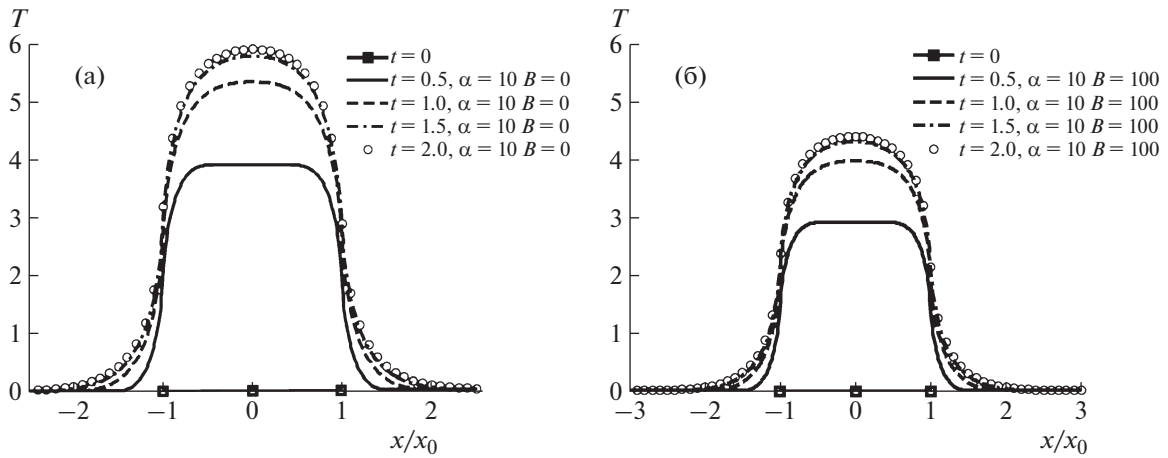 T
6
5
4
3
2
1
0
(а)
t = 0
t = 0.5, α = 10 B = 0
t = 1.0, α = 10 B = 0
t = 1.5, α = 10 B = 0
t = 2.0, α = 10 B = 0
−2 −1 0 1 2
x/x₀
T
6
5
4
3
2
1
0
(б)
t = 0
t = 0.5, α = 10 B = 100
t = 1.0, α = 10 B = 100
t = 1.5, α = 10 B = 100
t = 2.0, α = 10 B = 100
−3 −2 −1 0 1 2 3
x/x₀